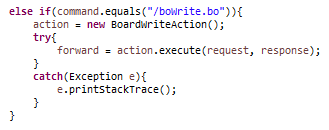 else if(command.equals("/boWrite.bo")){
    action = new BoardWriteAction();
    try{
        forward = action.execute(request, response);
    }
    catch(Exception e){
        e.printStackTrace();
    }
}